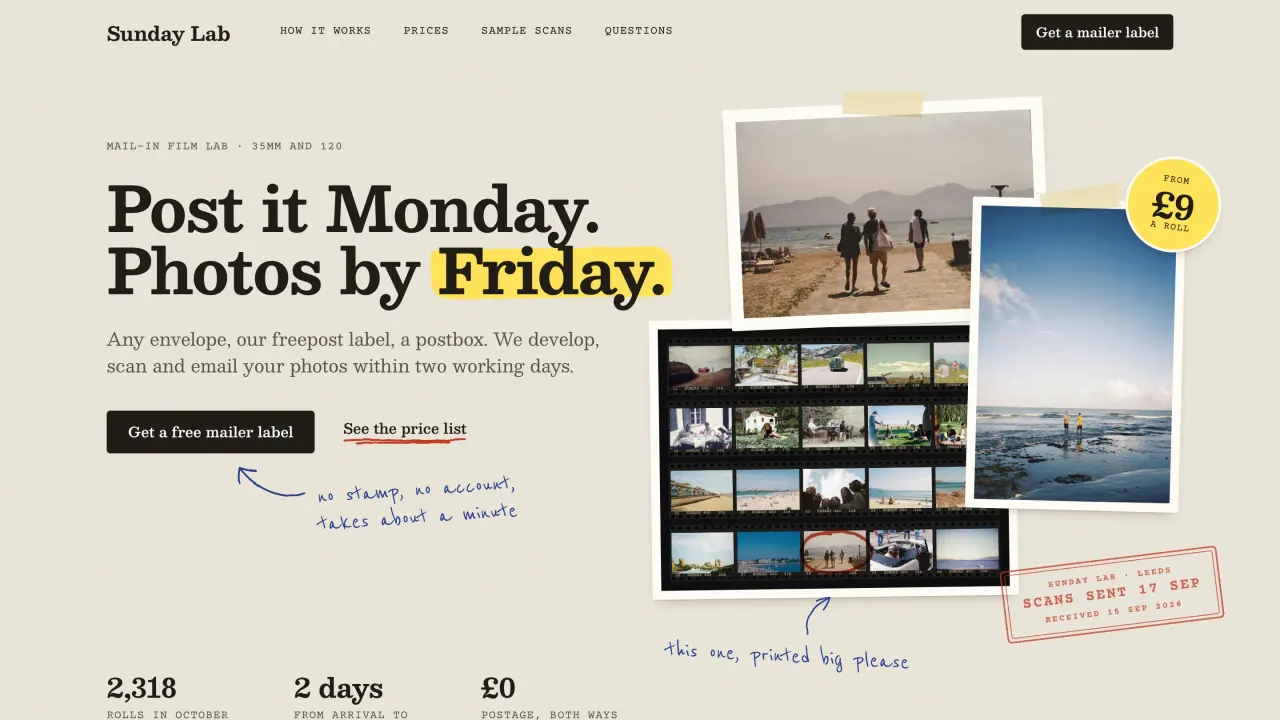 Sunday Lab
HOW IT WORKS
PRICES
SAMPLE SCANS
QUESTIONS
Get a mailer label
MAIL-IN FILM LAB · 35MM AND 120
Post it Monday.
Photos by Friday.
Any envelope, our freepost label, a postbox. We develop,
scan and email your photos within two working days.
Get a free mailer label
See the price list
no stamp, no account,
takes about a minute
FROM
£9
A ROLL
SUNDAY LAB · LEEDS
SCANS SENT 17 SEP
RECEIVED 15 SEP 2026
this one, printed big please
2,318
ROLLS IN OCTOBER
2 days
FROM ARRIVAL TO
£0
POSTAGE, BOTH WAYS